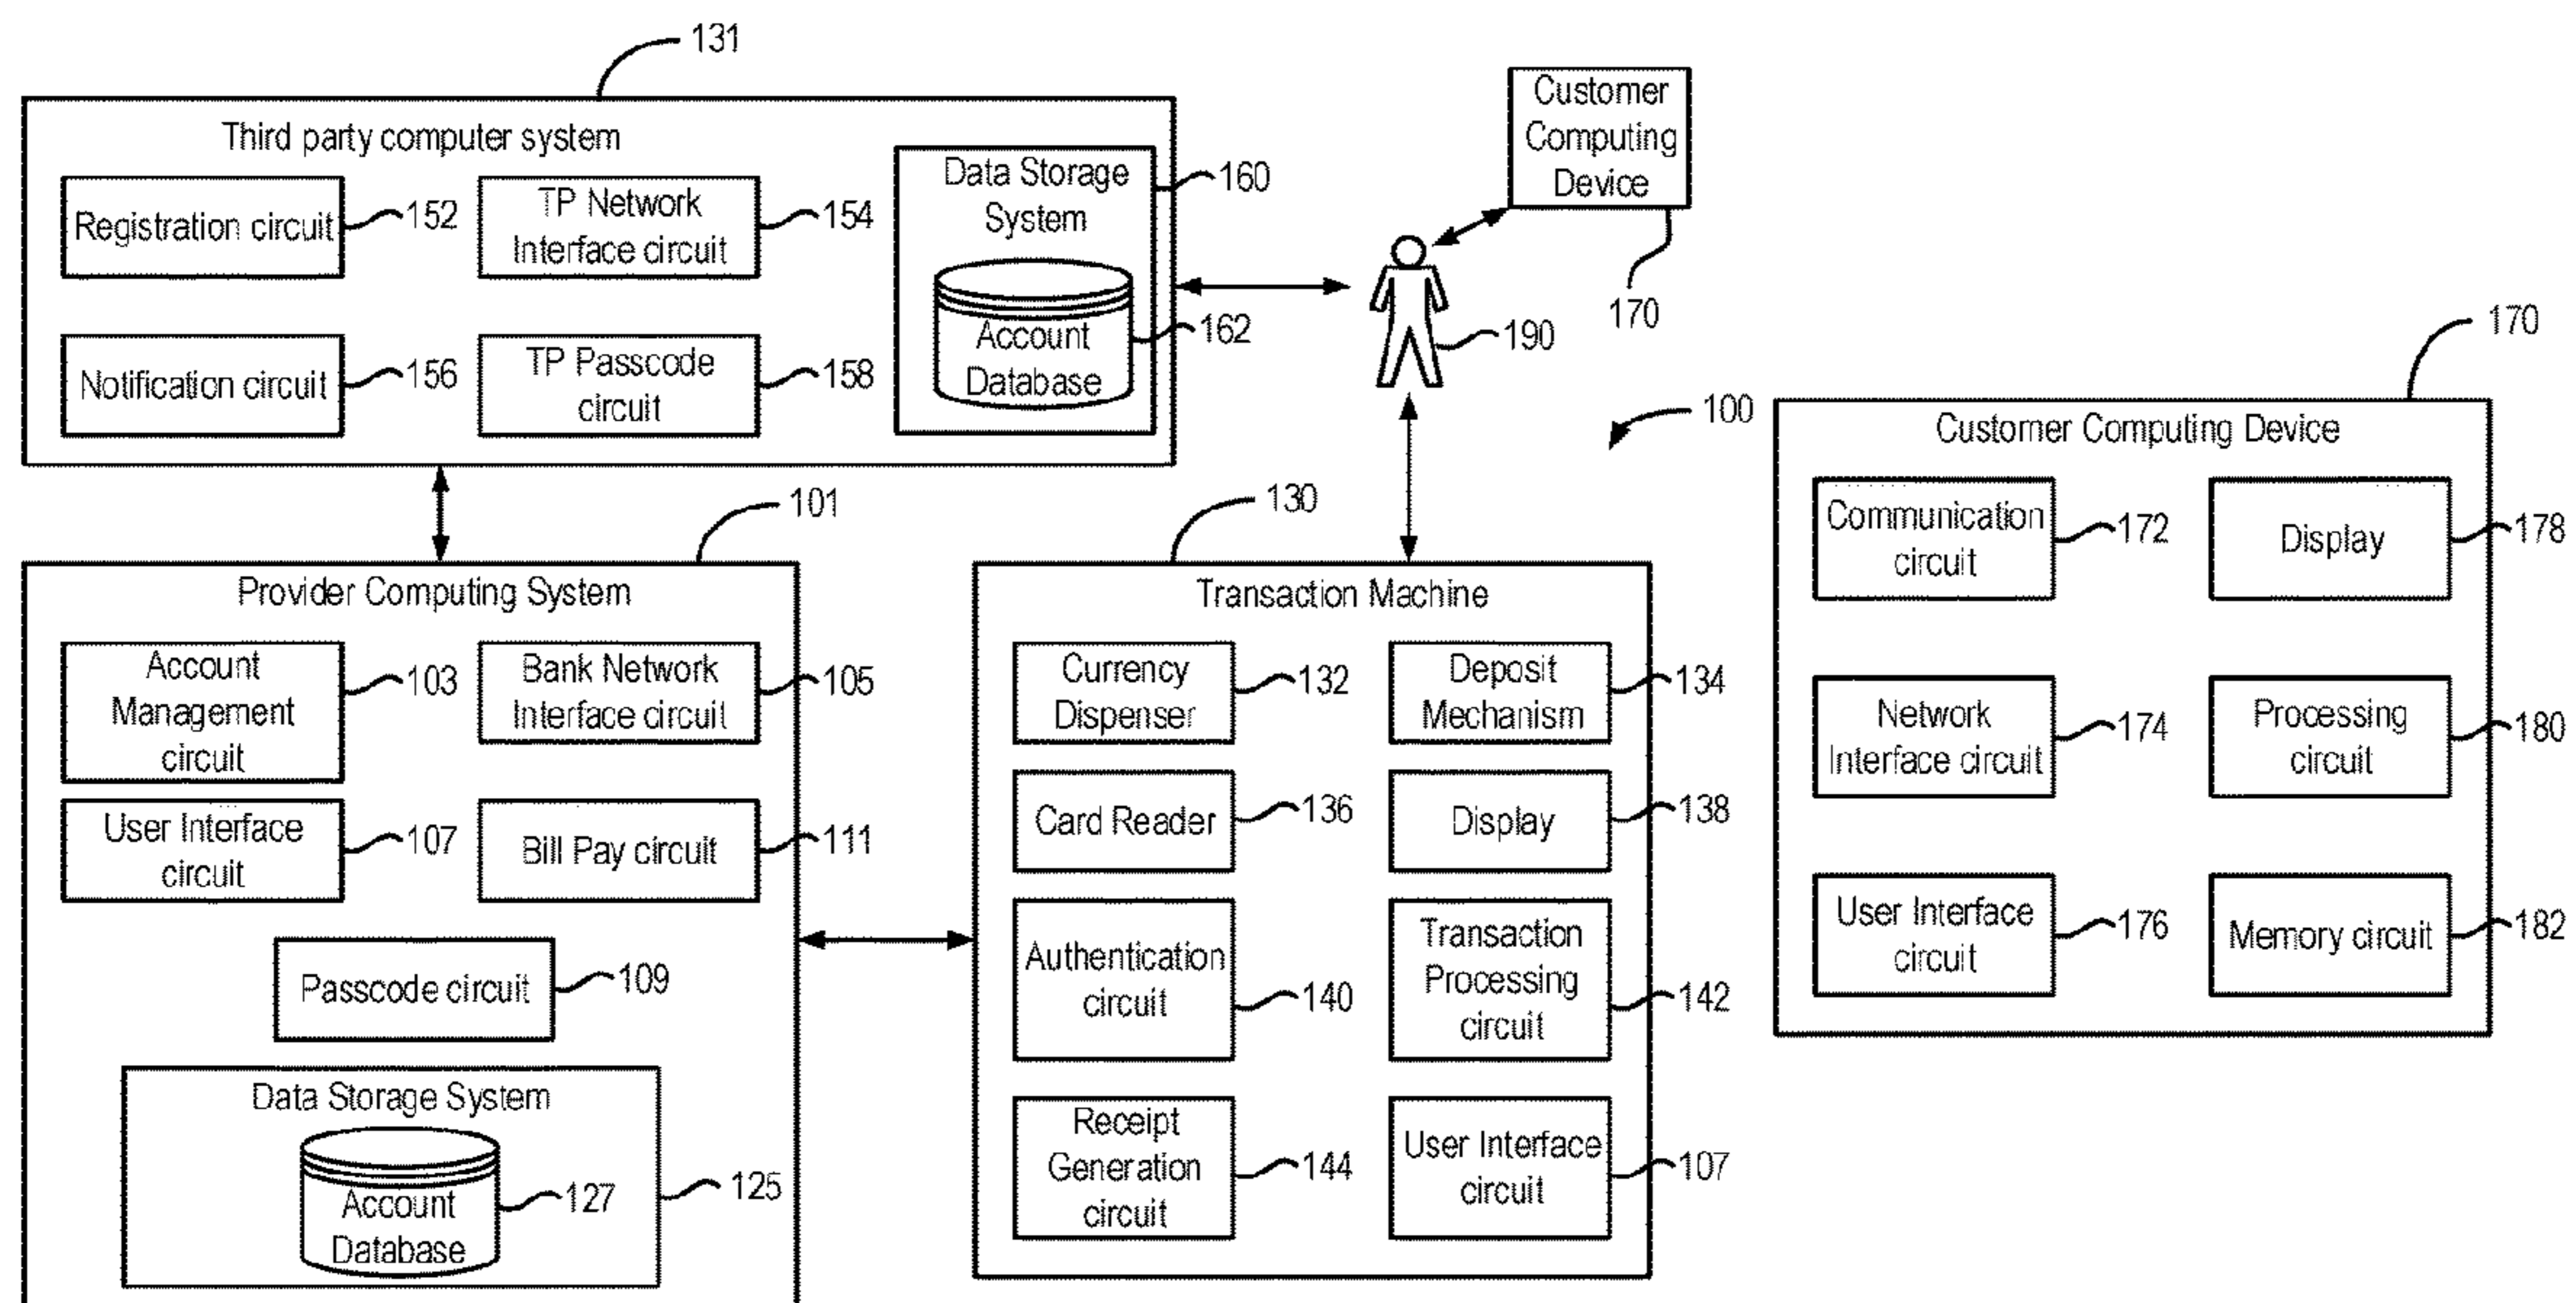 131
Third party computer system
Registration circuit
152
TP Network
Interface circuit
154
Data Storage
System
160
Notification circuit
156
TP Passcode
circuit
158
Account
Database
162
Customer
Computing
Device
170
190
100
101
Provider Computing System
Account
Management
circuit
103
Bank Network
Interface circuit
105
User Interface
circuit
107
Bill Pay circuit
111
Passcode circuit
109
Data Storage System
125
Account
Database
127
130
Transaction Machine
Currency
Dispenser
132
Deposit
Mechanism
134
Card Reader
136
Display
138
Authentication
circuit
140
Transaction
Processing
circuit
142
Receipt
Generation
circuit
144
User Interface
circuit
107
170
Customer Computing Device
Communication
circuit
172
Display
178
Network
Interface circuit
174
Processing
circuit
180
User Interface
circuit
176
Memory circuit
182